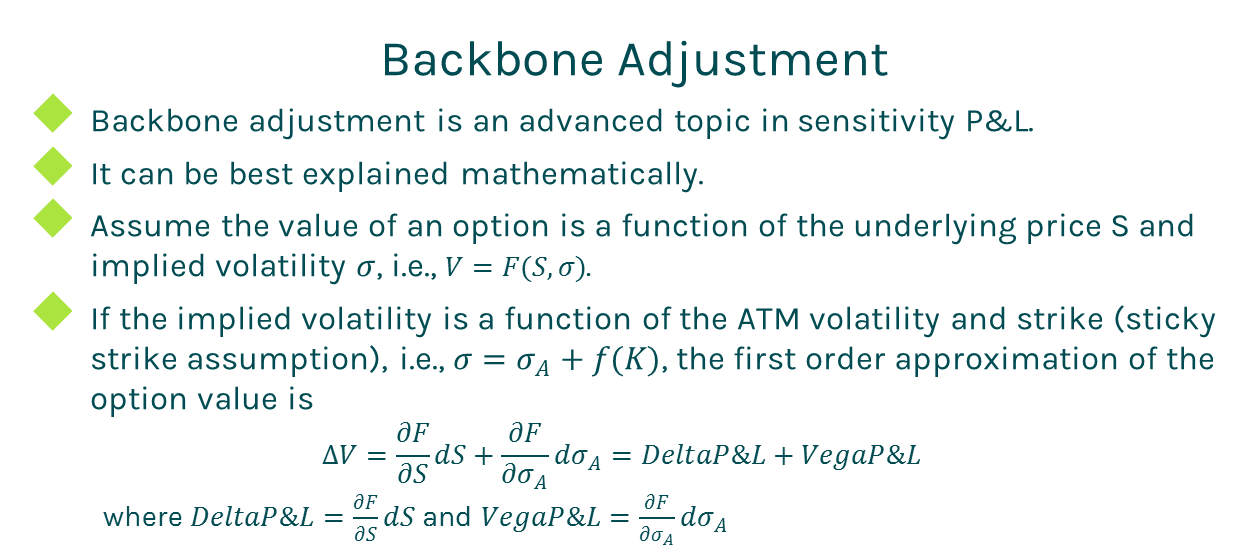 Backbone Adjustment
Backbone adjustment is an advanced topic in sensitivity P&L.
It can be best explained mathematically.
Assume the value of an option is a function of the underlying price S and
implied volatility σ, i.e., V = F(S, σ).
If the implied volatility is a function of the ATM volatility and strike (sticky
strike assumption), i.e., σ = σ_A + f(K), the first order approximation of the
option value is
ΔV = ∂F/∂S dS + ∂F/∂σ_A dσ_A = DeltaP&L + VegaP&L
where DeltaP&L = ∂F/∂S dS and VegaP&L = ∂F/∂σ_A dσ_A